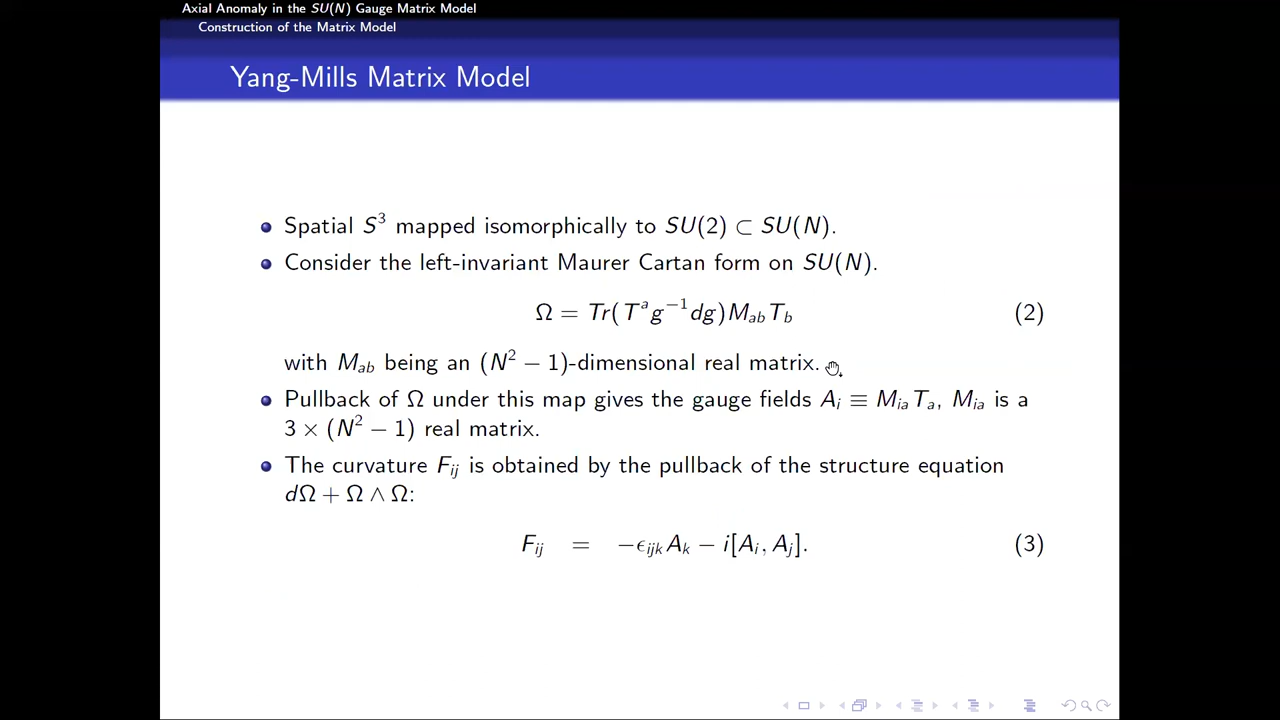 Axial Anomaly in the SU(N) Gauge Matrix Model
Construction of the Matrix Model
Yang-Mills Matrix Model
Spatial S³ mapped isomorphically to SU(2) ⊂ SU(N).
Consider the left-invariant Maurer Cartan form on SU(N).
Ω = Tr(Tᵃg⁻¹dg)M_{ab}T_b (2)
with M_{ab} being an (N² − 1)-dimensional real matrix.
Pullback of Ω under this map gives the gauge fields A_i ≡ M_{ia}T_a, M_{ia} is a
3 × (N² − 1) real matrix.
The curvature F_{ij} is obtained by the pullback of the structure equation
dΩ + Ω ∧ Ω:
F_{ij} = −ϵ_{ijk}A_k − i[A_i, A_j]. (3)